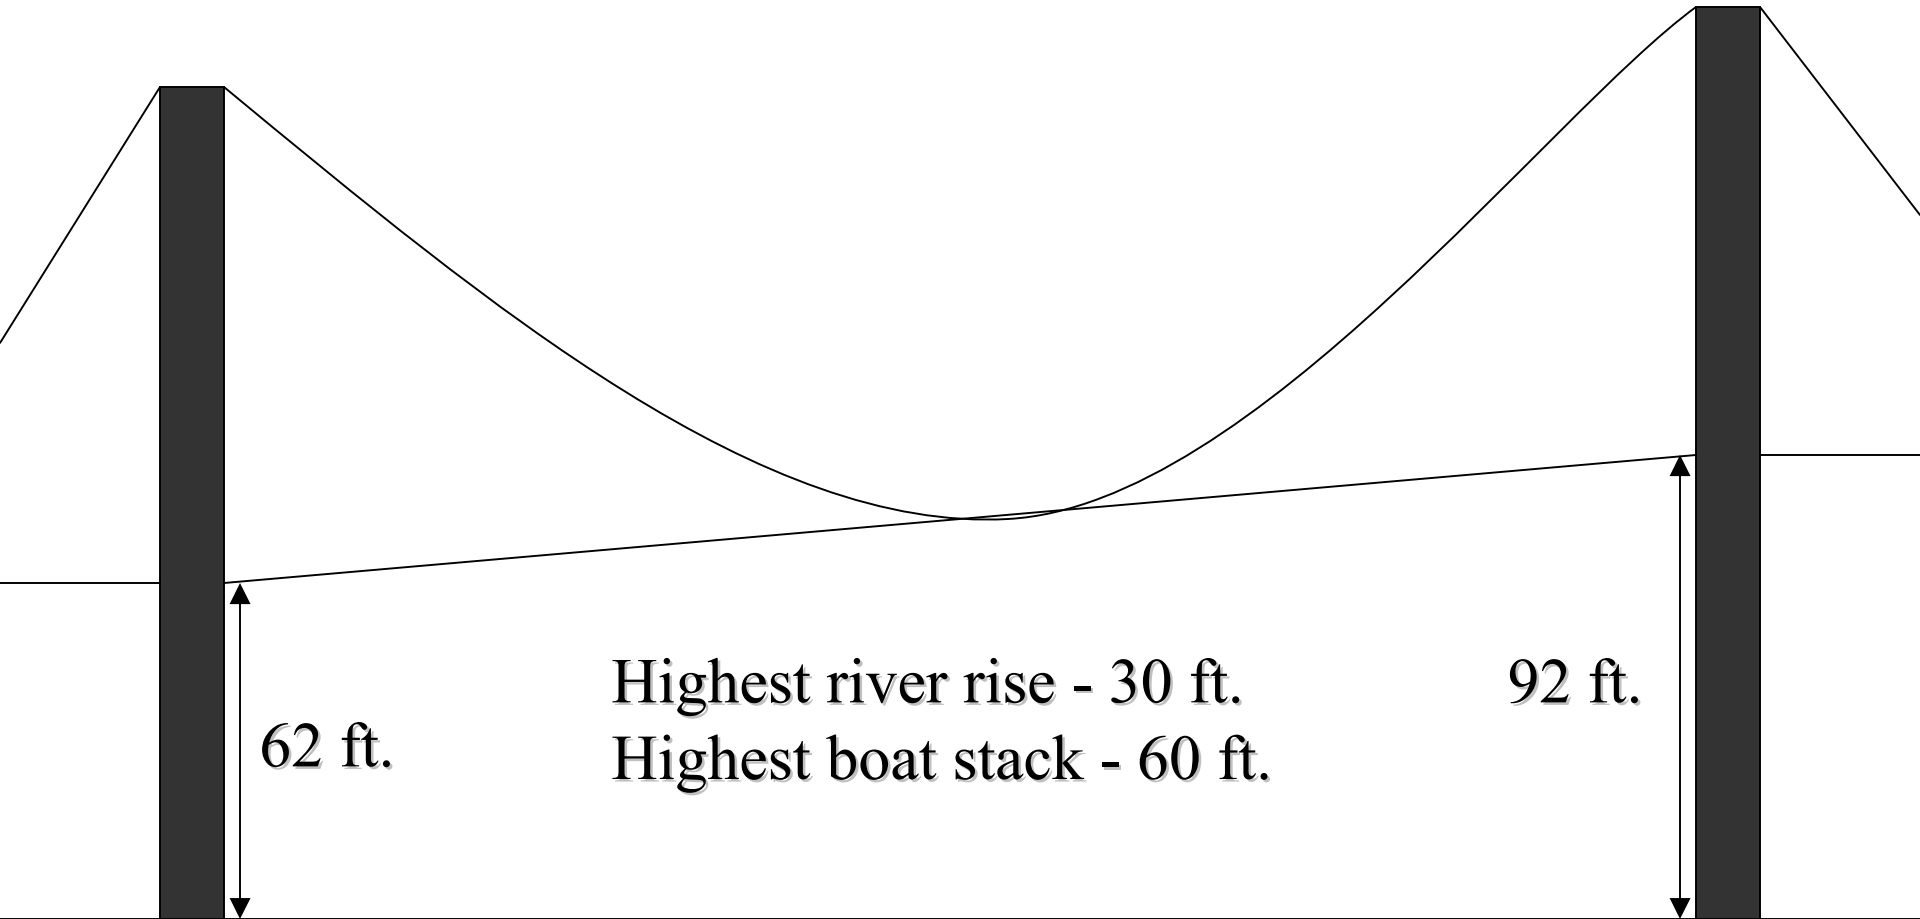 Highest river rise - 30 ft.
92 ft.
62 ft.
Highest boat stack - 60 ft.